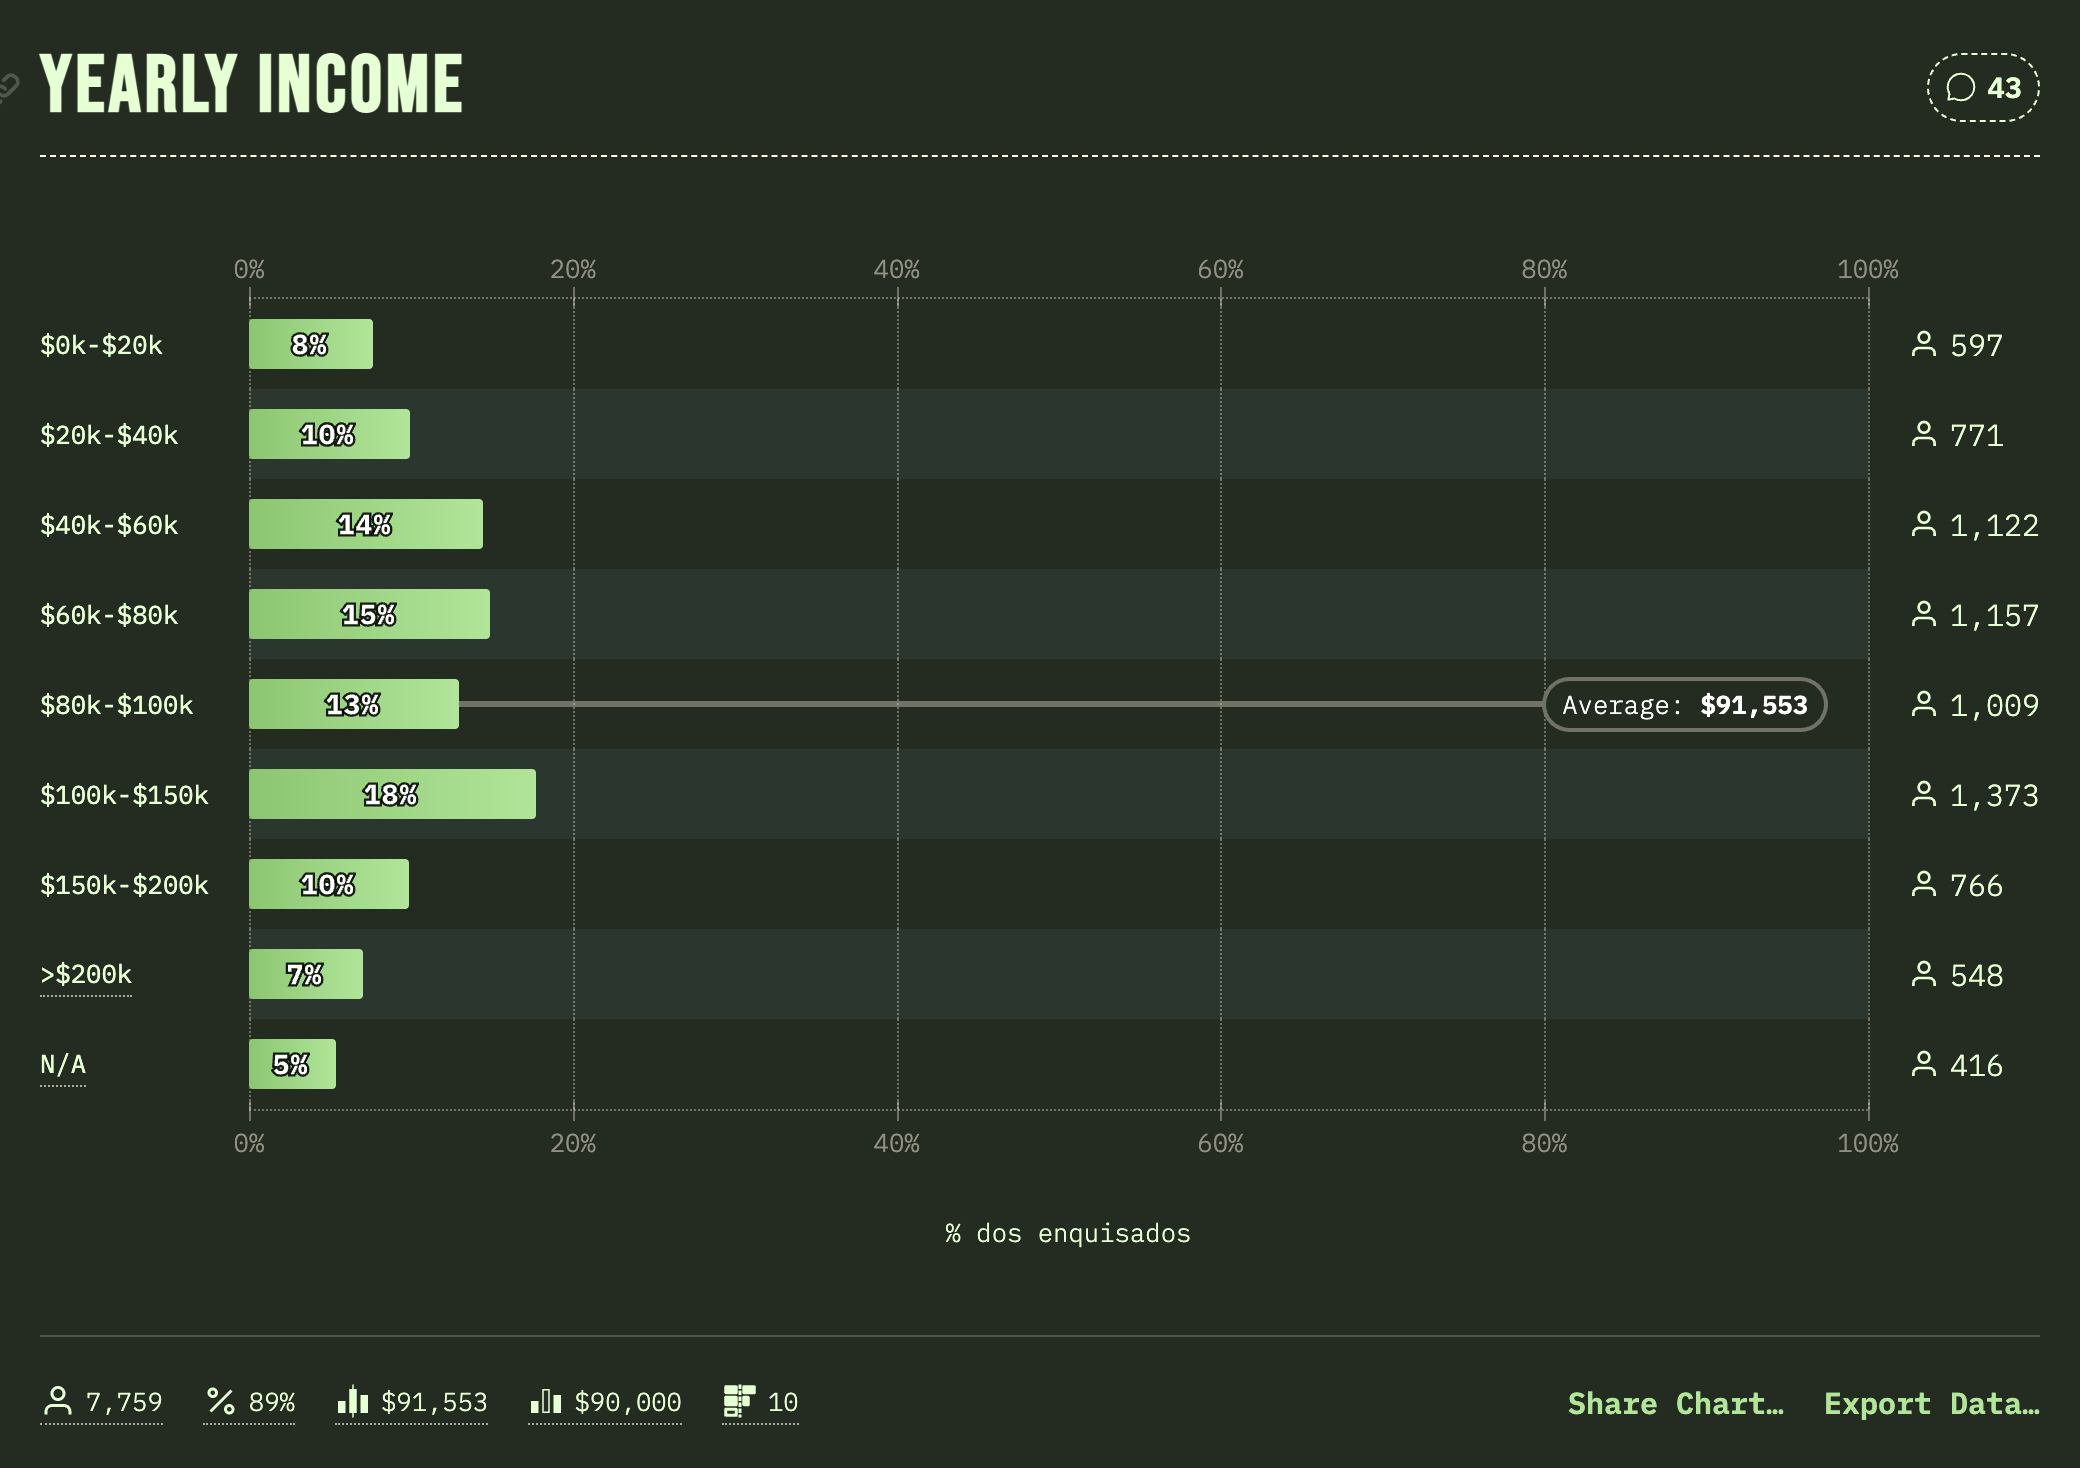 YEARLY INCOME
43
0% 20% 40% 60% 80% 100%
$0k-$20k 8% 597
$20k-$40k 10% 771
$40k-$60k 14% 1,122
$60k-$80k 15% 1,157
$80k-$100k 13% Average: $91,553 1,009
$100k-$150k 18% 1,373
$150k-$200k 10% 766
>$200k 7% 548
N/A 5% 416
0% 20% 40% 60% 80% 100%
% dos enquisados
7,759 89% $91,553 $90,000 10 Share Chart… Export Data…